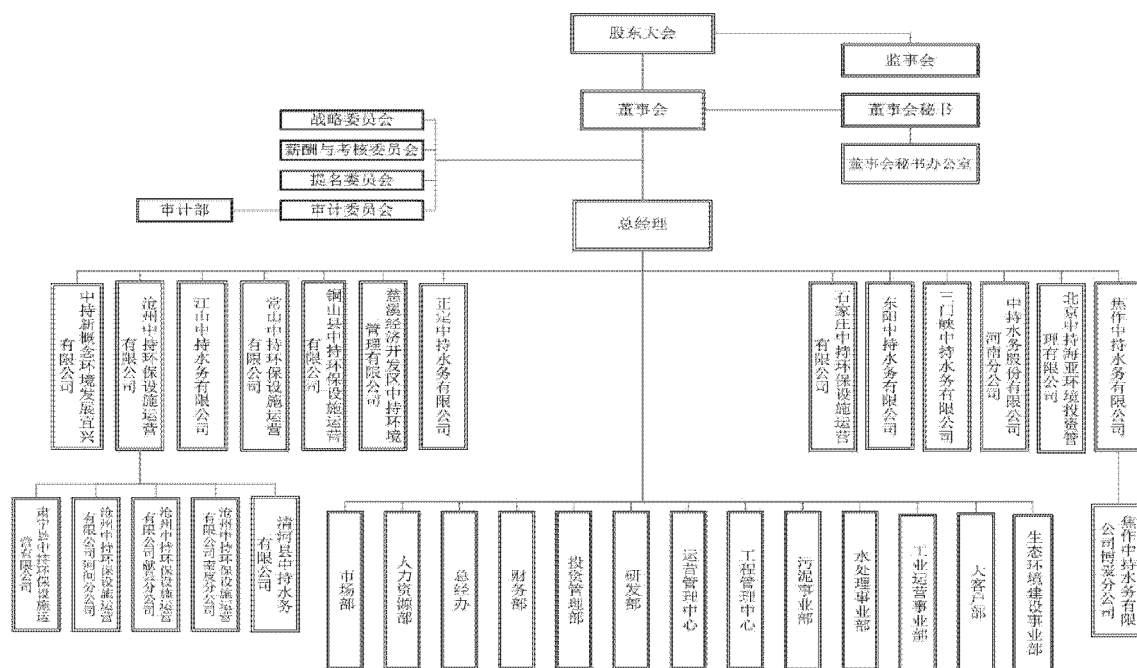 股东大会
监事会
董事会
董事会秘书
战略委员会
薪酬与考核委员会
董事会秘书办公室
提名委员会
审计部
审计委员会
总经理
中持新概念环境发展宜兴
有限公司
沧州中持环保设施运营
有限公司
江山中持水务有限公司
常山中持环保设施运营
有限公司
铜山县中持环保设施运营
有限公司
慈溪经济开发区中持环境
管理有限公司
正定中持水务有限公司
石家庄中持环保设施运营
有限公司
东阳中持水务有限公司
三门峡中持水务有限公司
中持水务股份有限公司
河南分公司
北京中持海亚环境投资管
理有限公司
焦作中持水务有限公司
肃宁县中持环保设施运
营有限公司
沧州中持环保设施运营
有限公司河间分公司
沧州中持环保设施运营
有限公司献县分公司
沧州中持环保设施运营
有限公司南皮分公司
清河县中持水务
有限公司
市场部
人力资源部
总经办
财务部
投资管理部
研发部
运营管理中心
工程管理中心
污泥事业部
水处理事业部
工业运营事业部
大客户部
生态环境建设事业部
焦作中持水务有限
公司博爱分公司